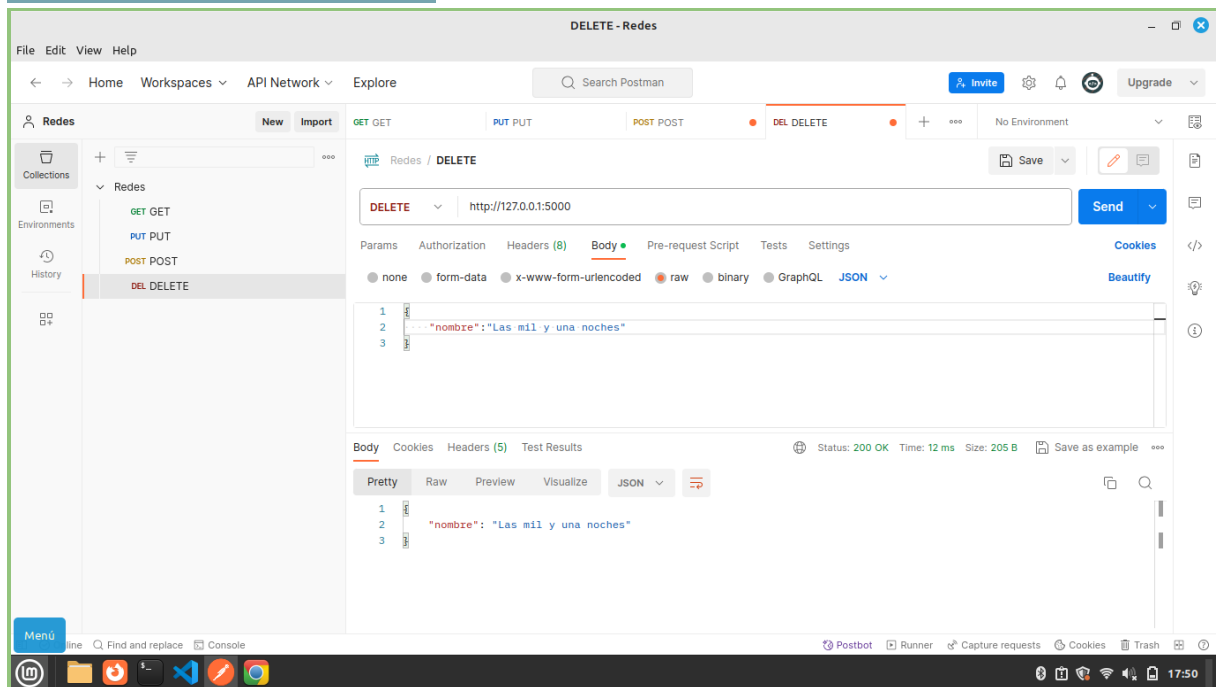 DELETE - Redes
File Edit View Help
Home Workspaces API Network Explore Search Postman Invite Upgrade
Redes New Import GET GET PUT PUT POST POST DEL DELETE No Environment
Collections
Environments
History
Redes
GET GET
PUT PUT
POST POST
DEL DELETE
HTTP Redes / DELETE Save
DELETE http://127.0.0.1:5000 Send
Params Authorization Headers (8) Body Pre-request Script Tests Settings Cookies
none form-data x-www-form-urlencoded raw binary GraphQL JSON Beautify
1 {
2 "nombre":"Las mil y una noches"
3 }
Body Cookies Headers (5) Test Results Status: 200 OK Time: 12 ms Size: 205 B Save as example
Pretty Raw Preview Visualize JSON
1 {
2 "nombre": "Las mil y una noches"
3 }
Menú
line Find and replace Console Postbot Runner Capture requests Cookies Trash
17:50